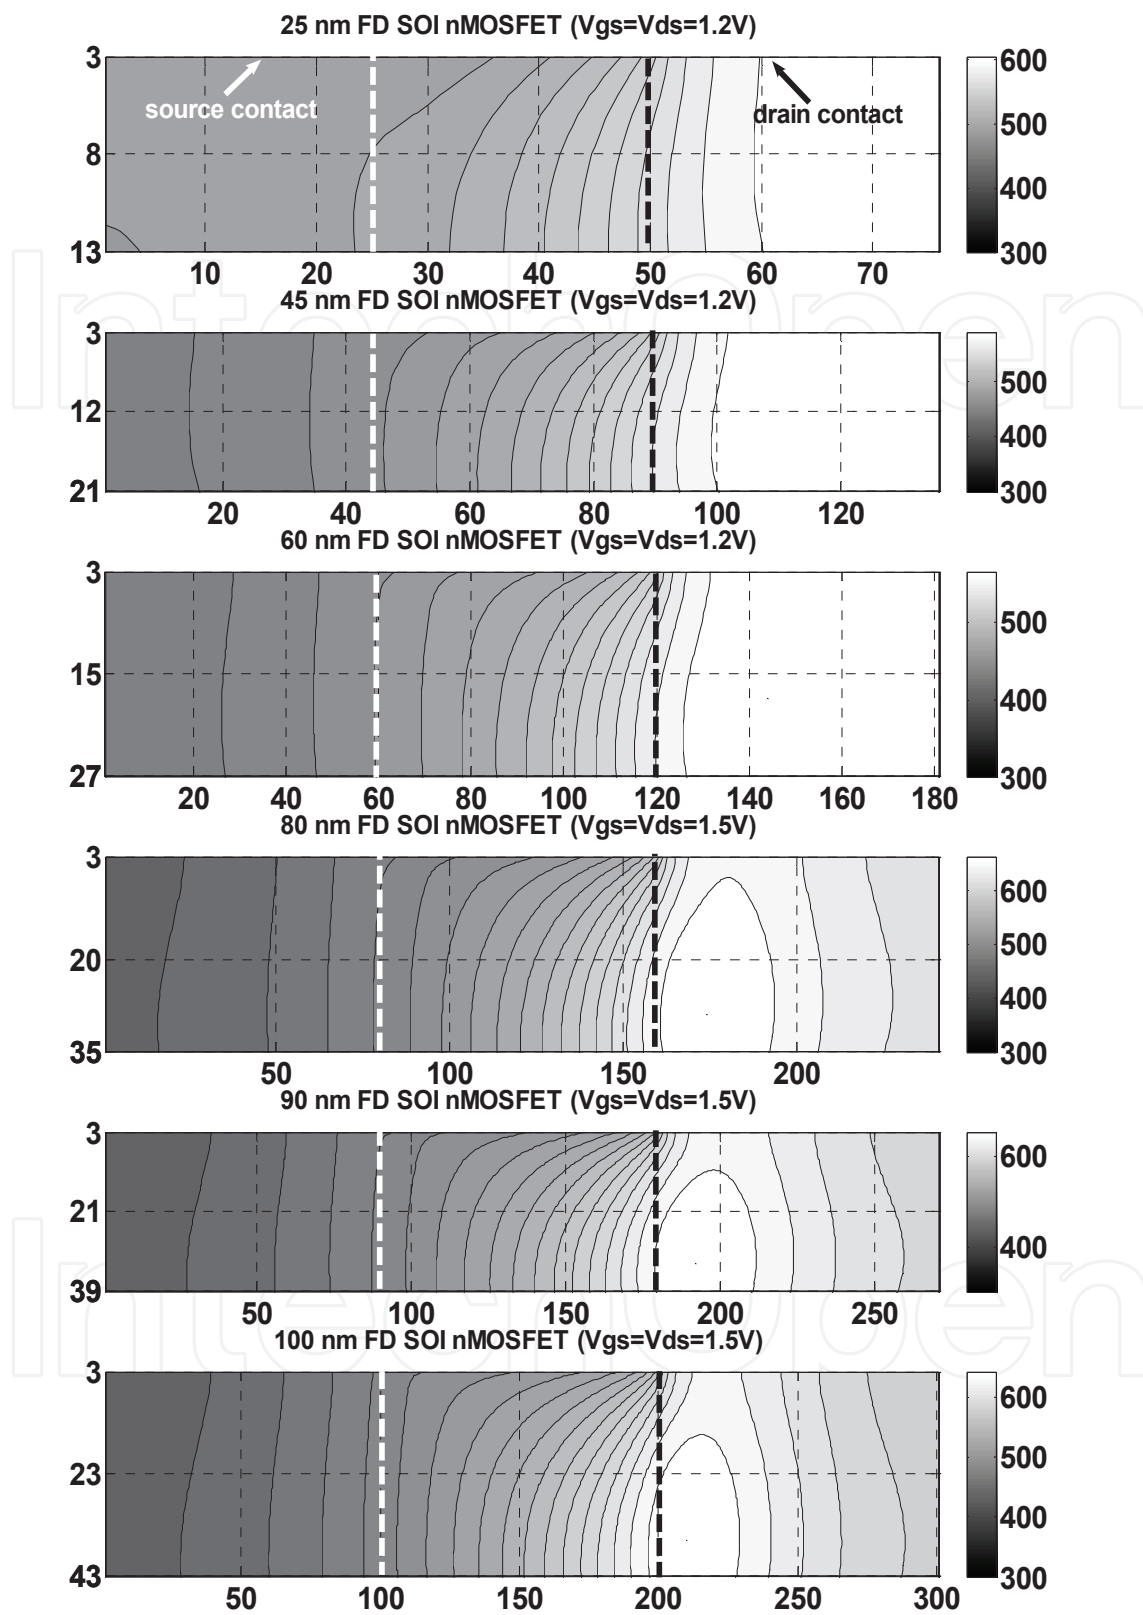 25 nm FD SOI nMOSFET (Vgs=Vds=1.2V)
3
8
13
source contact
drain contact
10 20 30 40 50 60 70
600
500
400
300
45 nm FD SOI nMOSFET (Vgs=Vds=1.2V)
3
12
21
20 40 60 80 100 120
500
400
300
60 nm FD SOI nMOSFET (Vgs=Vds=1.2V)
3
15
27
20 40 60 80 100 120 140 160 180
500
400
300
80 nm FD SOI nMOSFET (Vgs=Vds=1.5V)
3
20
35
50 100 150 200
600
500
400
300
90 nm FD SOI nMOSFET (Vgs=Vds=1.5V)
3
21
39
50 100 150 200 250
600
400
100 nm FD SOI nMOSFET (Vgs=Vds=1.5V)
3
23
43
50 100 150 200 250 300
600
500
400
300
IntechOpen
IntechOpen